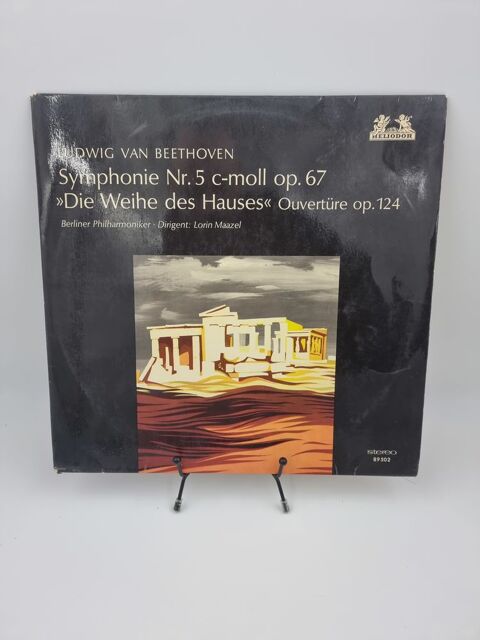 HELIODOR
LUDWIG VAN BEETHOVEN
Symphonie Nr. 5 c-moll op. 67
»Die Weihe des Hauses« Ouvertüre op. 124
Berliner Philharmoniker · Dirigent: Lorin Maazel
stereo
89 502